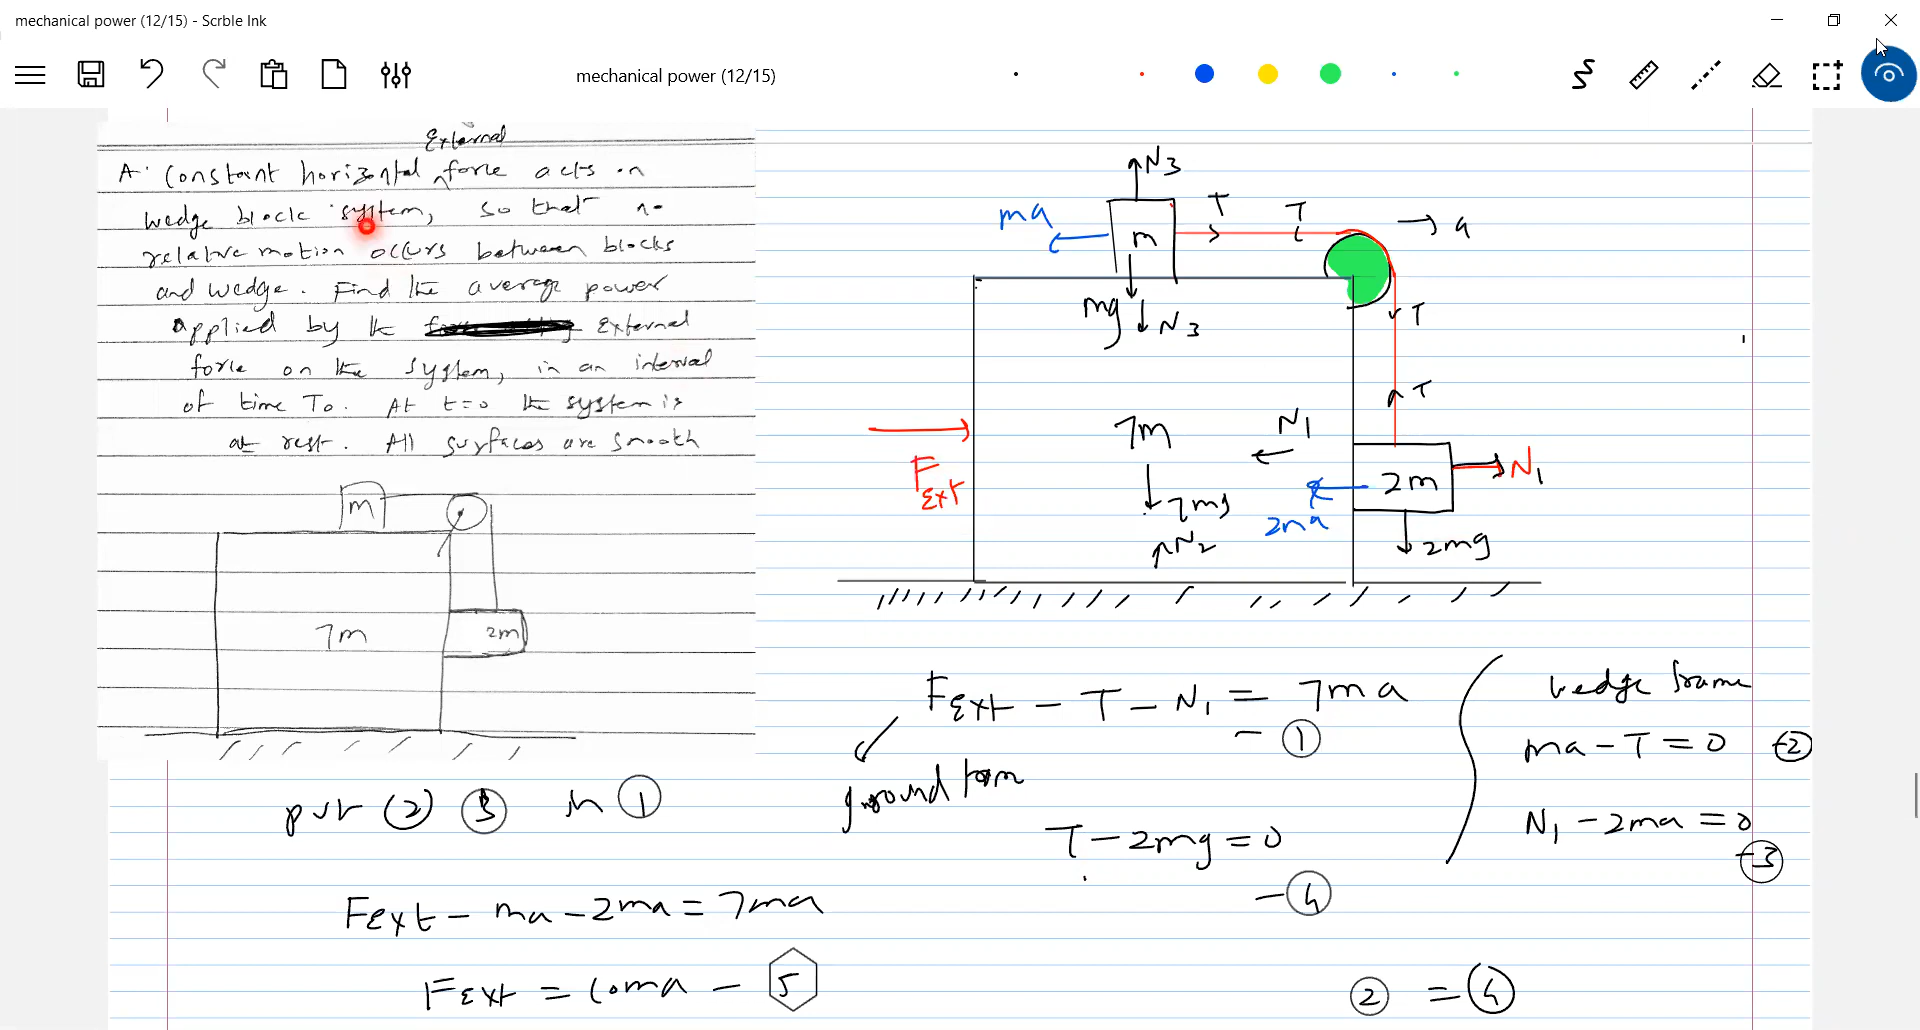 mechanical power (12/15) - Scrble Ink
mechanical power (12/15)
External
A constant horizontal force acts on
wedge block system, so that no
relative motion occurs between blocks
and wedge. Find the average power
applied by the External
force on the system, in an interval
of time To. At t=0 the system is
at rest. All surfaces are smooth
m
7m
2m
N3
ma
m
T
T
a
mg
N3
T
T
7m
N1
F
Ext
7mg
N2
2m
N1
2ma
2mg
FExt - T - N1 = 7ma
- 1
wedge frame
ma - T = 0 -2
ground
T - 2mg = 0
- 4
N1 - 2ma = 0
-3
put (2) 3 in 1
FExt - ma - 2ma = 7ma
FExt = 10ma - 5
2 = 4